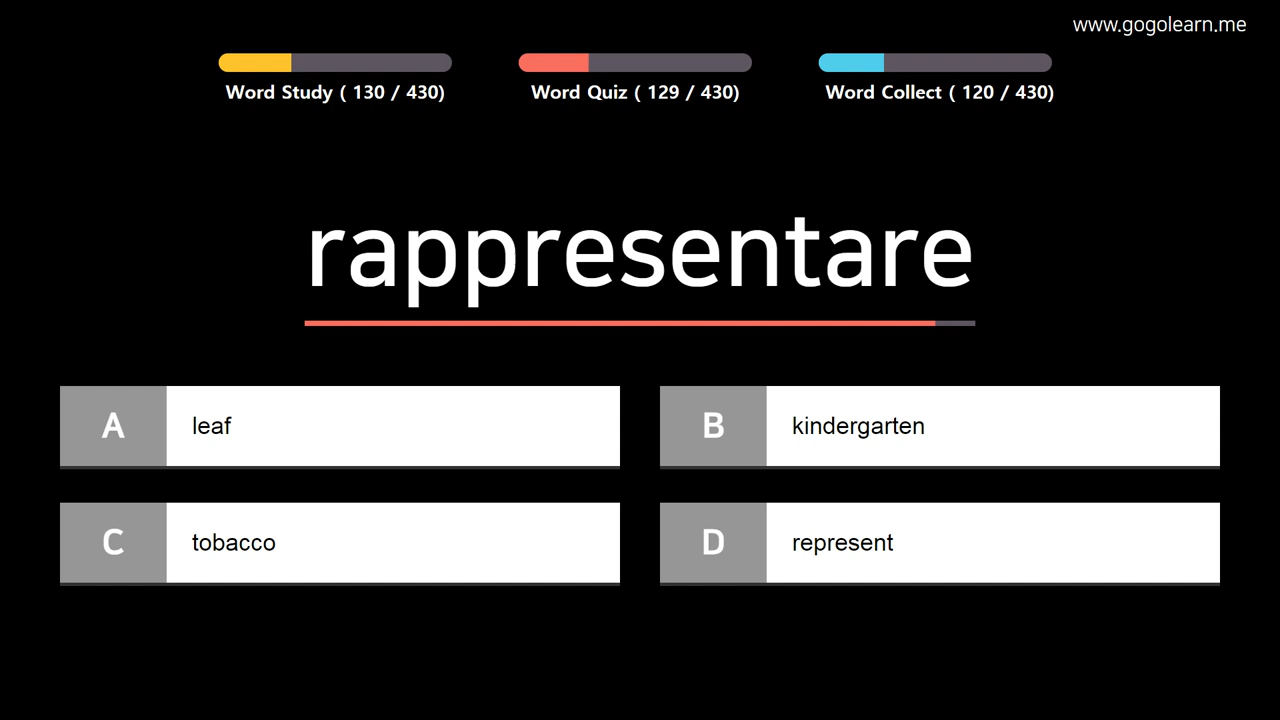 www.gogolearn.me
Word Study ( 130 / 430)
Word Quiz ( 129 / 430)
Word Collect ( 120 / 430)
rappresentare
A leaf
B kindergarten
C tobacco
D represent